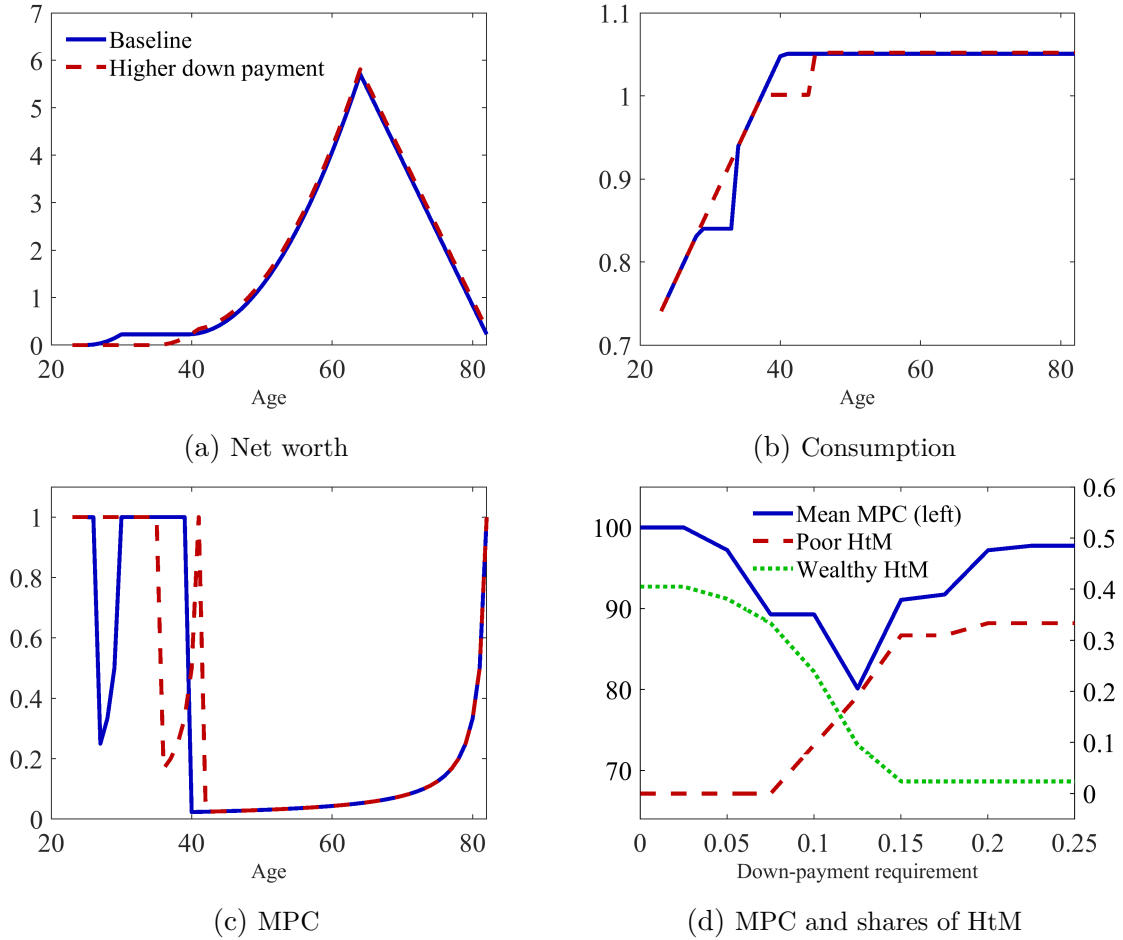 7
6
5
4
3
2
1
0
Baseline
Higher down payment
20 40 60 80
Age
(a) Net worth
1.1
1
0.9
0.8
0.7
20 40 60 80
Age
(b) Consumption
1
0.8
0.6
0.4
0.2
0
20 40 60 80
Age
(c) MPC
100
90
80
70
Mean MPC (left)
Poor HtM
Wealthy HtM
0.6
0.5
0.4
0.3
0.2
0.1
0
0 0.05 0.1 0.15 0.2 0.25
Down-payment requirement
(d) MPC and shares of HtM